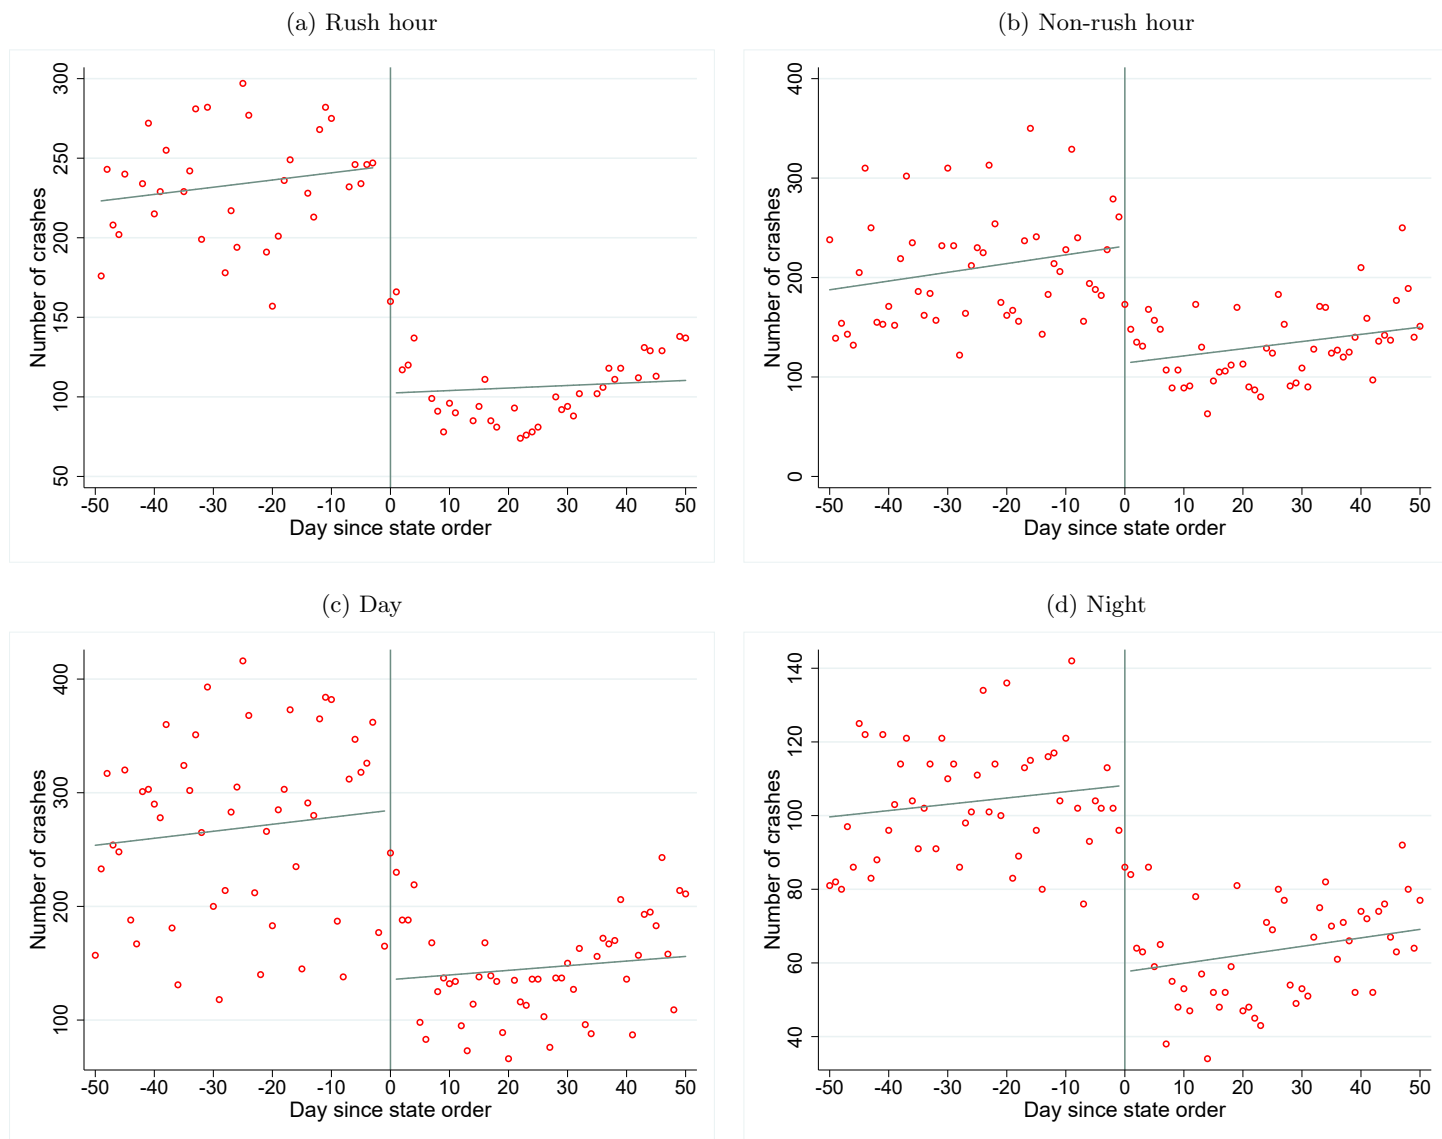 (a) Rush hour
(b) Non-rush hour
Number of crashes
300
250
200
150
100
50
-50 -40 -30 -20 -10 0 10 20 30 40 50
Day since state order
Number of crashes
400
300
200
100
0
-50 -40 -30 -20 -10 0 10 20 30 40 50
Day since state order
(c) Day
(d) Night
Number of crashes
400
300
200
100
-50 -40 -30 -20 -10 0 10 20 30 40 50
Day since state order
Number of crashes
140
120
100
80
60
40
-50 -40 -30 -20 -10 0 10 20 30 40 50
Day since state order